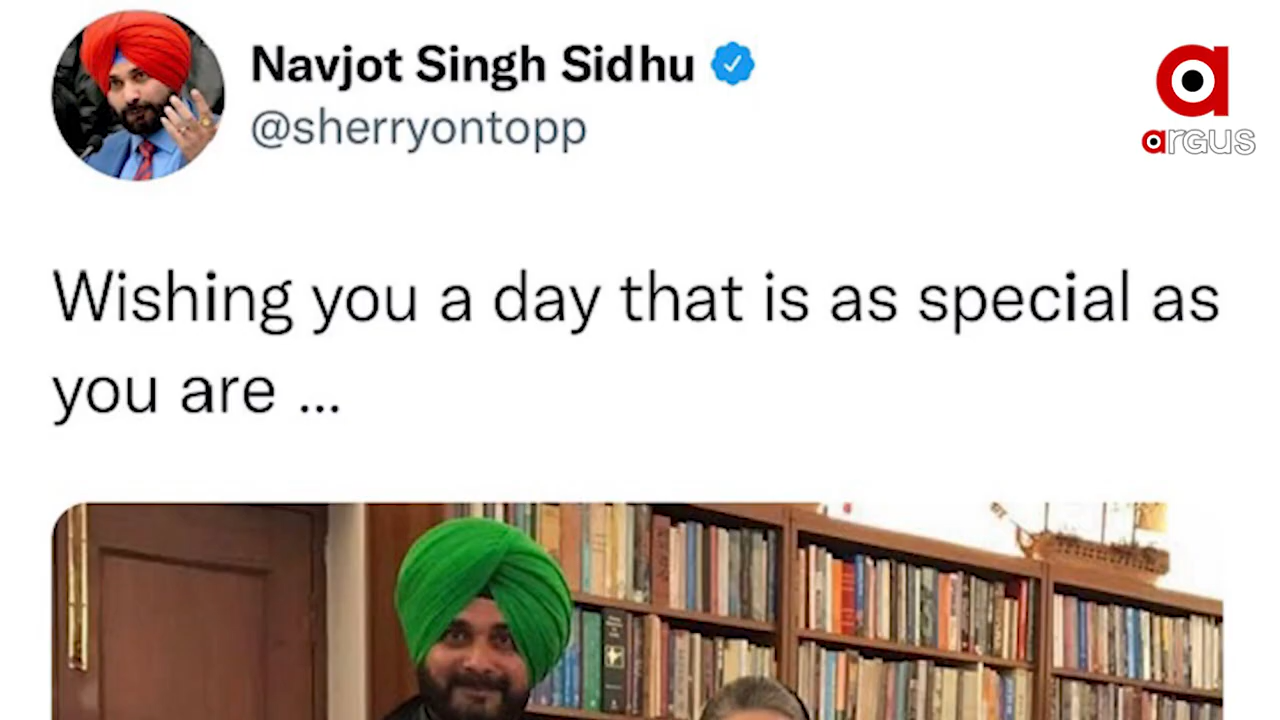 Navjot Singh Sidhu
@sherryontopp
argus
Wishing you a day that is as special as
you are ...